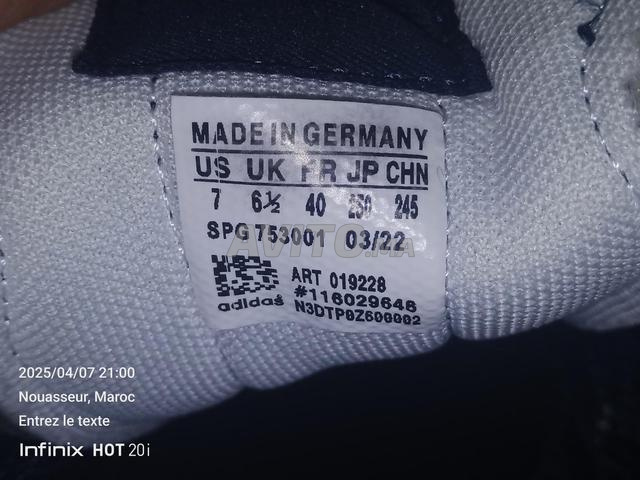 MADE IN GERMANY
US UK FR JP CHN
7 6½ 40 250 245
SPG 753001 03/22
AVITO.ma
ART 019228
#116029646
adidas N3DTP0Z600002
2025/04/07 21:00
Nouasseur, Maroc
Entrez le texte
Infinix HOT 20i